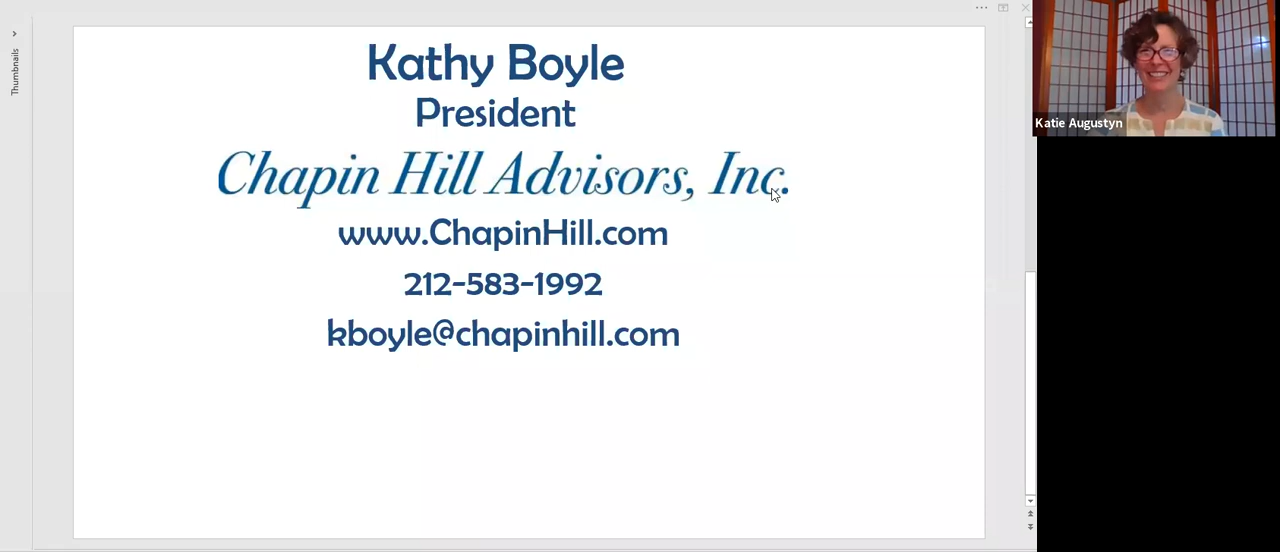 Thumbnails
Kathy Boyle
President
Chapin Hill Advisors, Inc.
www.ChapinHill.com
212-583-1992
kboyle@chapinhill.com
Katie Augustyn